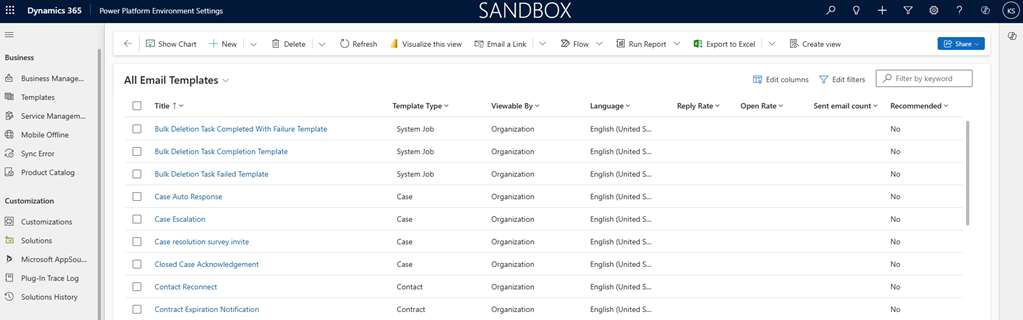 Dynamics 365 Power Platform Environment Settings SANDBOX KS
Show Chart New Delete Refresh Visualize this view Email a Link Flow Run Report Export to Excel Create view Share
Business
Business Manage...
Templates
Service Managem...
Mobile Offline
Sync Error
Product Catalog
Customization
Customizations
Solutions
Microsoft AppSou...
Plug-In Trace Log
Solutions History
All Email Templates Edit columns Edit filters Filter by keyword
Title ↑ Template Type Viewable By Language Reply Rate Open Rate Sent email count Recommended
Bulk Deletion Task Completed With Failure Template System Job Organization English (United S... No
Bulk Deletion Task Completion Template System Job Organization English (United S... No
Bulk Deletion Task Failed Template System Job Organization English (United S... No
Case Auto Response Case Organization English (United S... No
Case Escalation Case Organization English (United S... No
Case resolution survey invite Case Organization English (United S... No
Closed Case Acknowledgement Case Organization English (United S... No
Contact Reconnect Contact Organization English (United S... No
Contract Expiration Notification Contract Organization English (United S... No